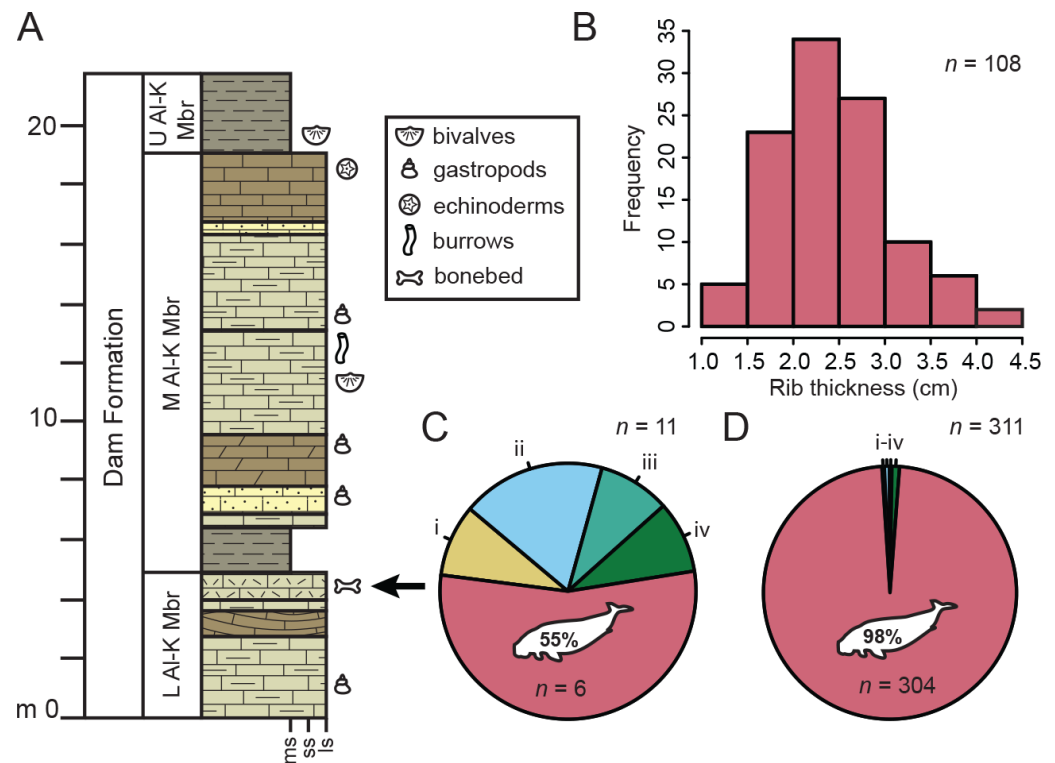 A
20
10
m 0
Dam Formation
U Al-K
Mbr
M Al-K Mbr
L Al-K Mbr
ms
ss
ls
bivalves
gastropods
echinoderms
burrows
bonebed
B
n = 108
Frequency
35
30
25
20
15
10
5
0
1.0 1.5 2.0 2.5 3.0 3.5 4.0 4.5
Rib thickness (cm)
C
n = 11
i
ii
iii
iv
55%
n = 6
D
n = 311
i-iv
98%
n = 304